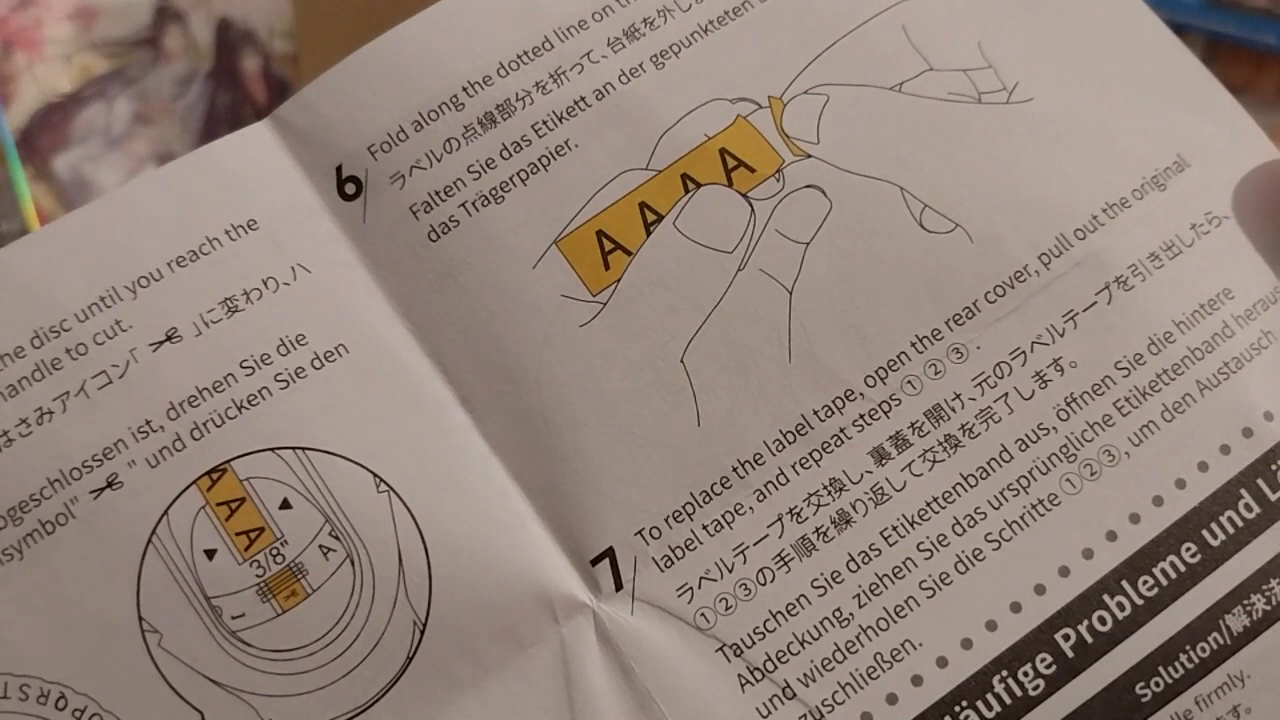 he disc until you reach the
handle to cut.
はさみアイコン「 」に変わり、ハ
geschlossen ist, drehen Sie die
symbol" " und drücken Sie den
AAA
3/8"
A
6
Fold along the dotted line on
ラベルの点線部分を折って、台紙を外し
Falten Sie das Etikett an der gepunkteten
das Trägerpapier.
A A A A
7
To replace the label tape, open the rear cover, pull out the original
label tape, and repeat steps ①②③.
ラベルテープを交換し、裏蓋を開け、元のラベルテープを引き出したら、
①②③の手順を繰り返して交換を完了します。
Tauschen Sie das Etikettenband aus, öffnen Sie die hintere
Abdeckung, ziehen Sie das ursprüngliche Etikettenband heraus
und wiederholen Sie die Schritte ①②③, um den Austausch
zuschließen.
äufige Probleme und Lö
Solution/解決法
le firmly.
す。
PQRST